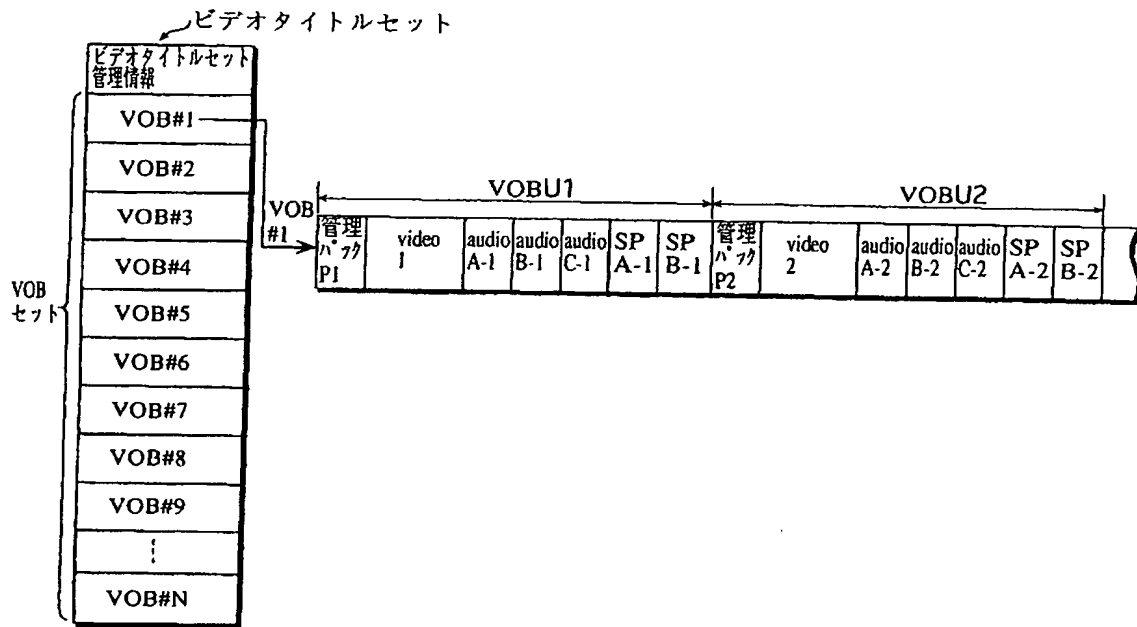 ビデオタイトルセット
ビデオタイトルセット
管理情報
VOB#1
VOB#2
VOB#3
VOB#4
VOB#5
VOB#6
VOB#7
VOB#8
VOB#9
VOB#N
VOB
セット
VOB
#1
VOBU1
VOBU2
管理
パック
P1
video
1
audio
A-1
audio
B-1
audio
C-1
SP
A-1
SP
B-1
管理
パック
P2
video
2
audio
A-2
audio
B-2
audio
C-2
SP
A-2
SP
B-2